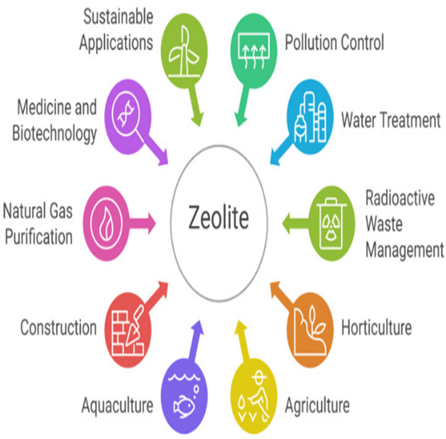 Sustainable
Applications
Pollution Control
Medicine and
Biotechnology
Water Treatment
Natural Gas
Purification
Zeolite
Radioactive
Waste
Management
Construction
Horticulture
Aquaculture
Agriculture